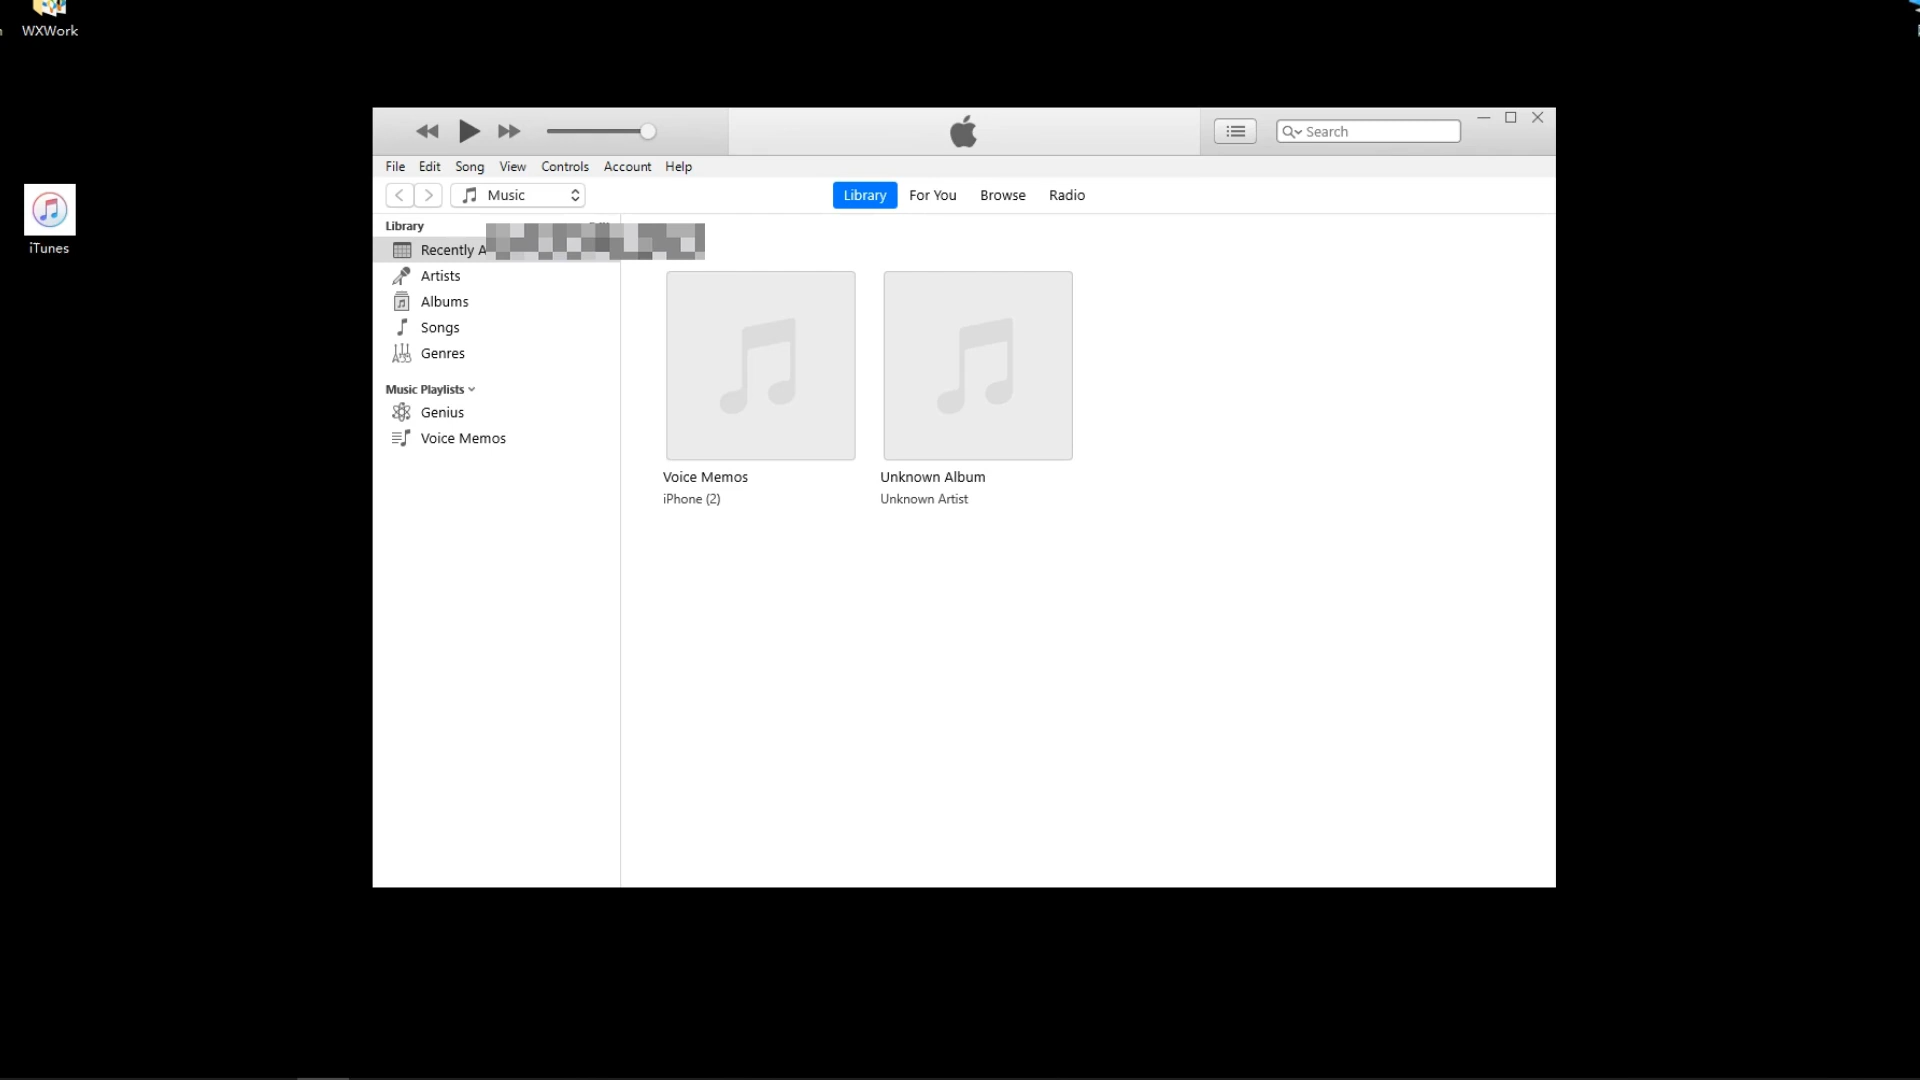 WXWork
iTunes
Search
File Edit Song View Controls Account Help
Music
Library For You Browse Radio
Library
Recently
Artists
Albums
Songs
Genres
Music Playlists
Genius
Voice Memos
Voice Memos
iPhone (2)
Unknown Album
Unknown Artist